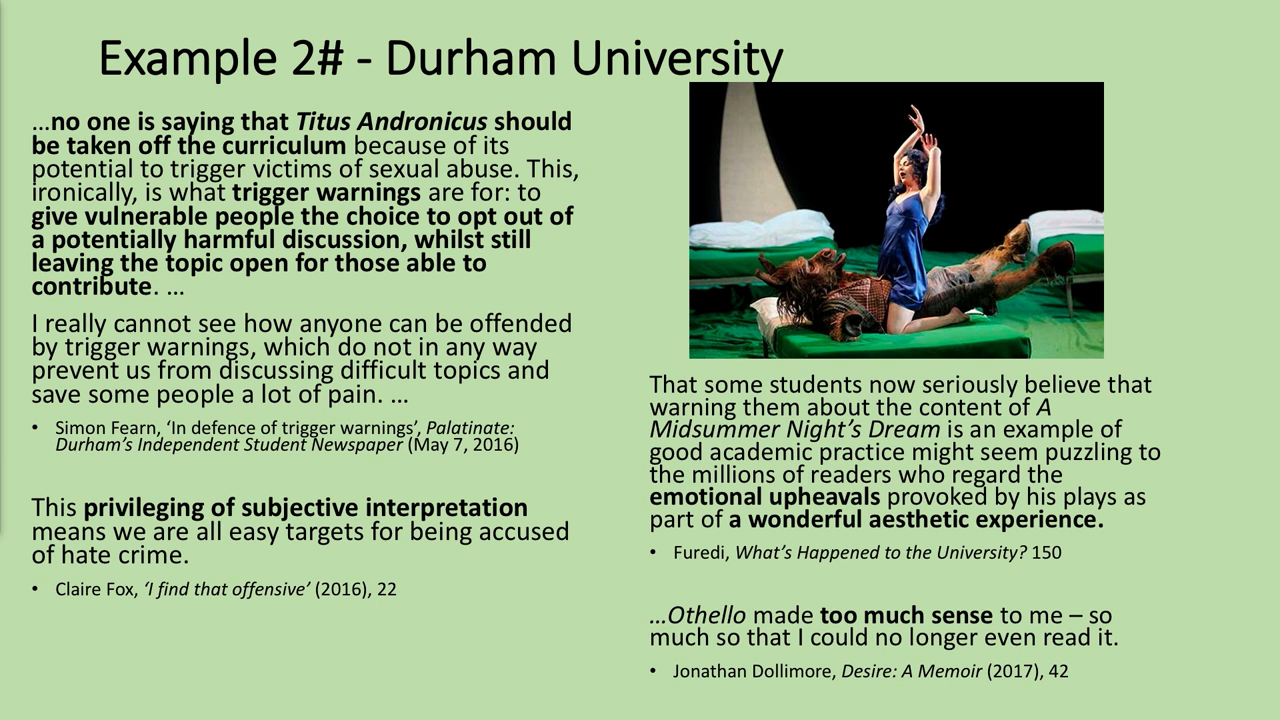 Example 2# - Durham University
…no one is saying that Titus Andronicus should
be taken off the curriculum because of its
potential to trigger victims of sexual abuse. This,
ironically, is what trigger warnings are for: to
give vulnerable people the choice to opt out of
a potentially harmful discussion, whilst still
leaving the topic open for those able to
contribute. …
I really cannot see how anyone can be offended
by trigger warnings, which do not in any way
prevent us from discussing difficult topics and
save some people a lot of pain. …
• Simon Fearn, ‘In defence of trigger warnings’, Palatinate:
Durham’s Independent Student Newspaper (May 7, 2016)
This privileging of subjective interpretation
means we are all easy targets for being accused
of hate crime.
• Claire Fox, ‘I find that offensive’ (2016), 22
That some students now seriously believe that
warning them about the content of A
Midsummer Night’s Dream is an example of
good academic practice might seem puzzling to
the millions of readers who regard the
emotional upheavals provoked by his plays as
part of a wonderful aesthetic experience.
• Furedi, What’s Happened to the University? 150
…Othello made too much sense to me – so
much so that I could no longer even read it.
• Jonathan Dollimore, Desire: A Memoir (2017), 42